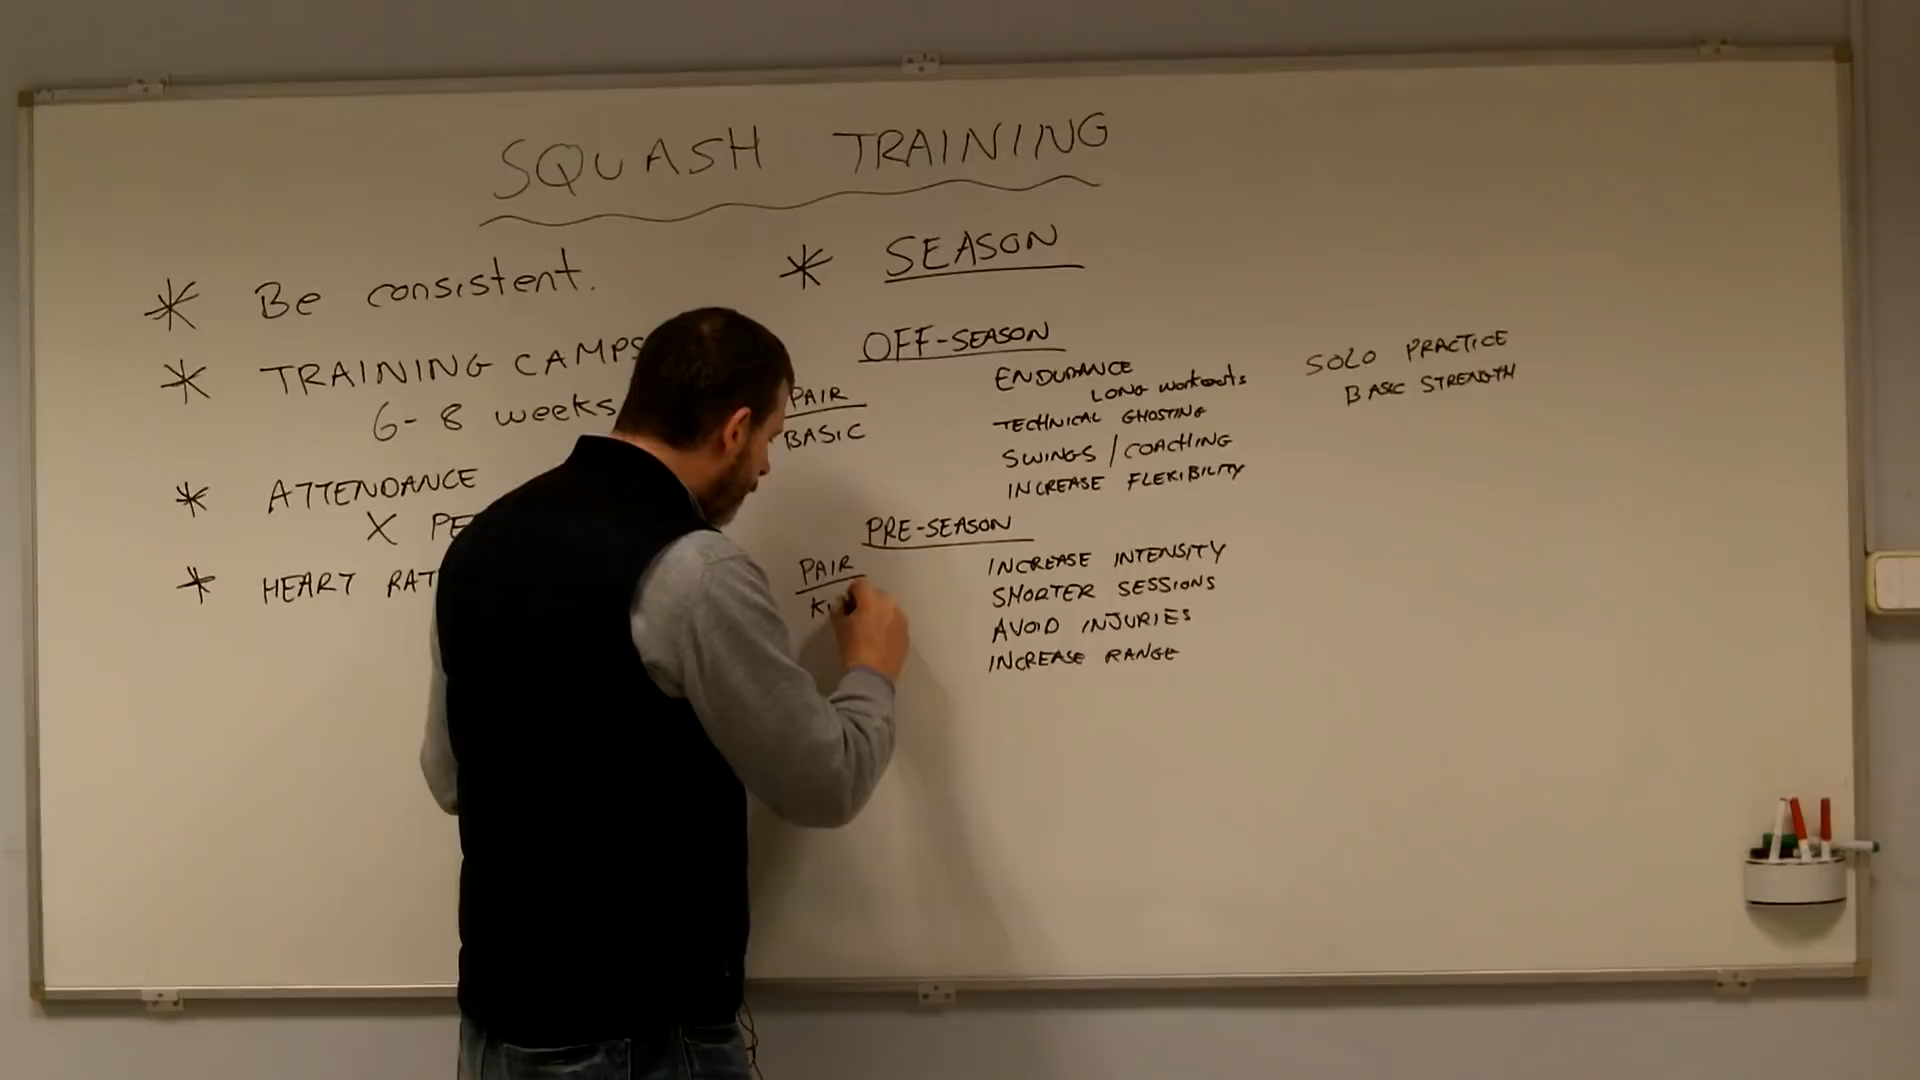 SQUASH TRAINING
* Be consistent.
* TRAINING CAMPS
6-8 weeks
* ATTENDANCE
X
* HEART
* SEASON
OFF-SEASON
PAIR
BASIC
ENDURANCE
LONG workouts
TECHNICAL GHOSTING
SWINGS / COACHING
INCREASE FLEXIBILITY
SOLO PRACTICE
BASIC STRENGTH
PRE-SEASON
PAIR
INCREASE INTENSITY
SHORTER SESSIONS
AVOID INJURIES
INCREASE RANGE